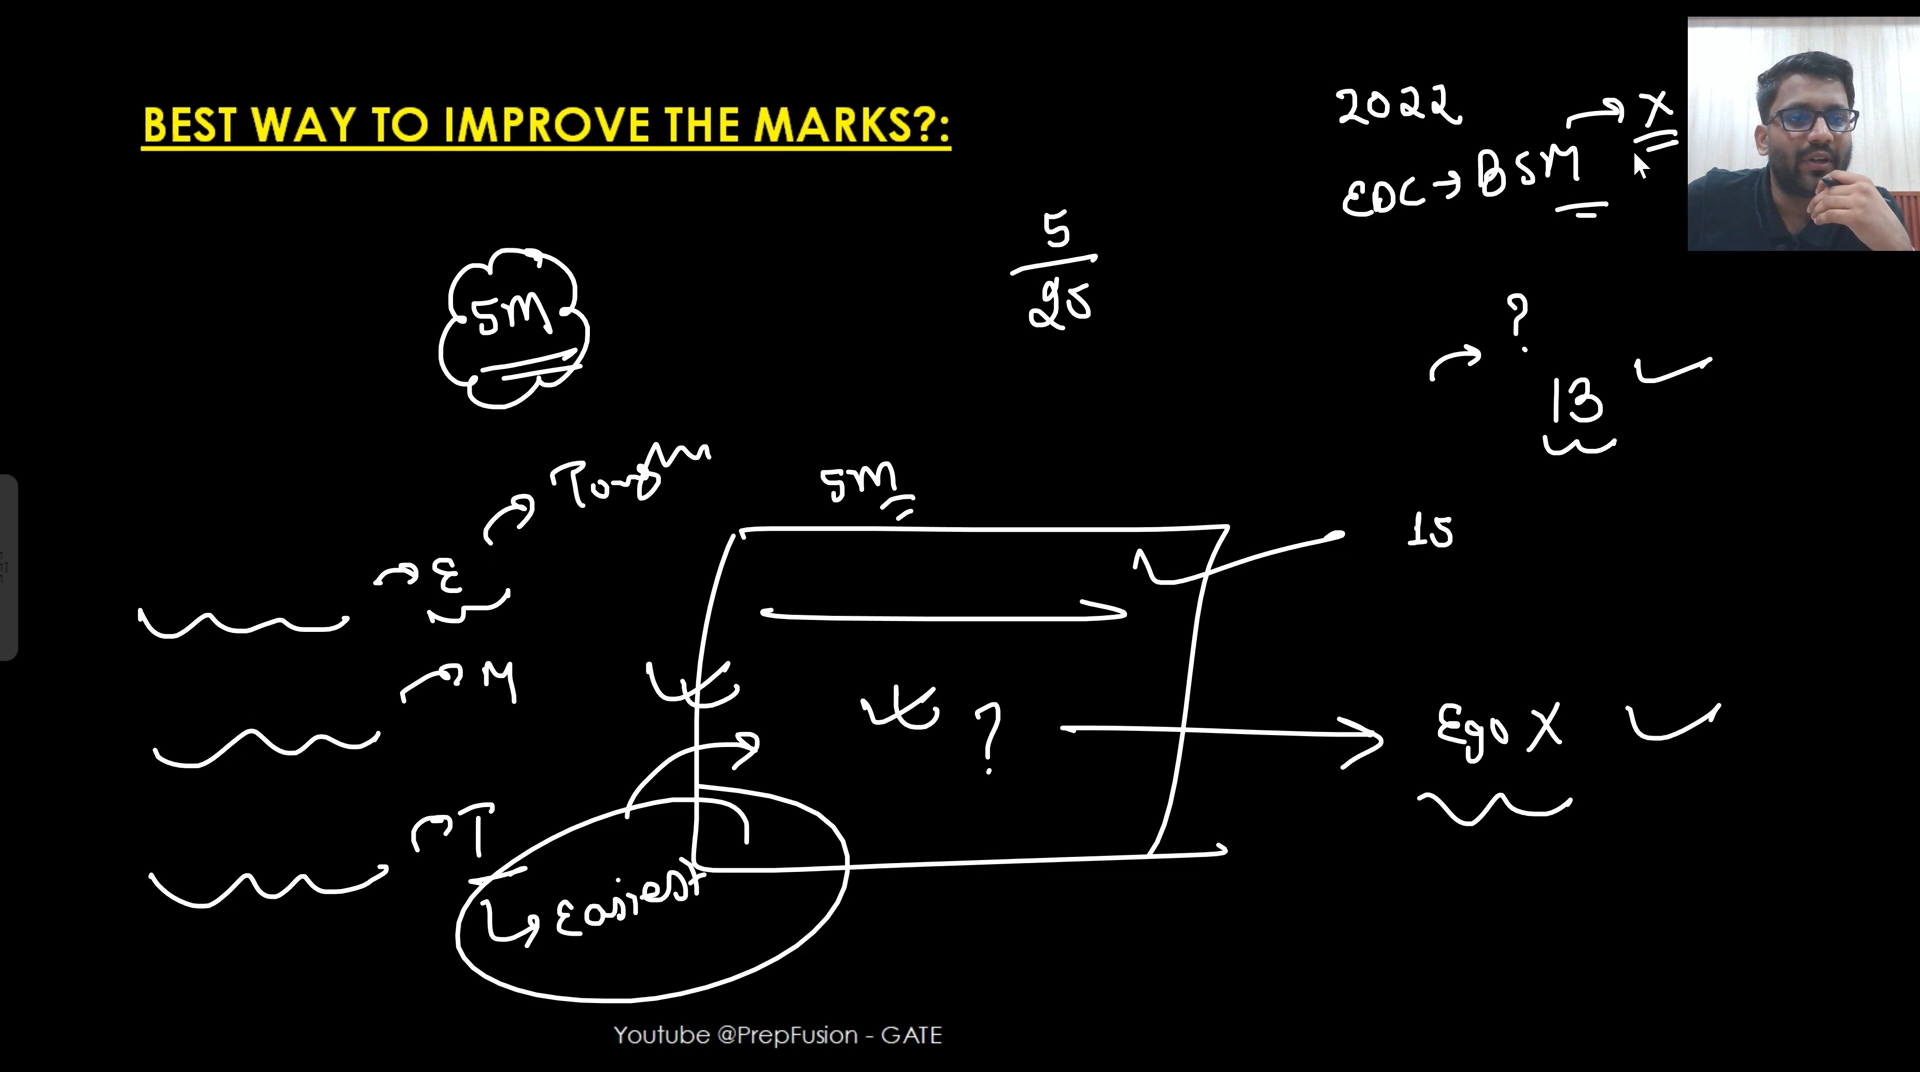 BEST WAY TO IMPROVE THE MARKS?:
2022 → X
EDC → BSM
5
25
5M
?
13
Tough
5M
15
→ E
→ M
?
Ego X
→ T
↳ Easiest
Youtube @PrepFusion - GATE